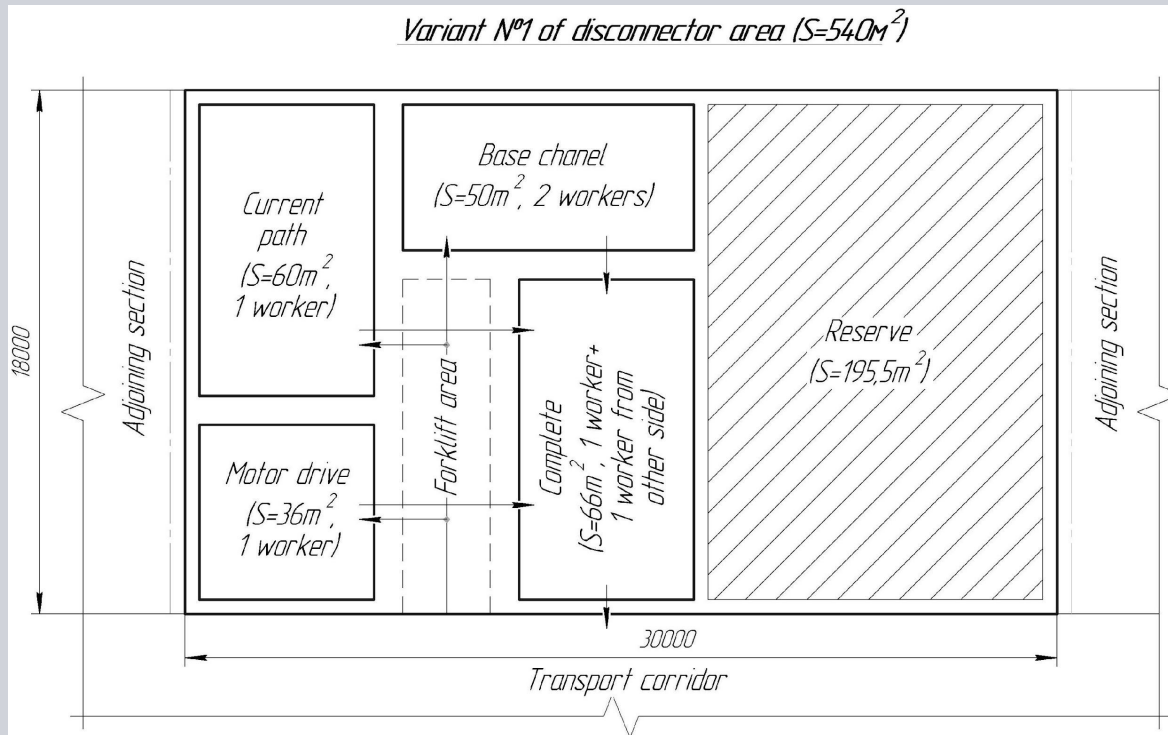 Variant №1 of disconnector area (S=540м²)
Base chanel
(S=50m², 2 workers)
Current
path
(S=60m²,
1 worker)
Reserve
(S=195,5m²)
Motor drive
(S=36m²,
1 worker)
Forklift area
Complete
(S=66m², 1 worker+
1 worker from
other side)
Adjoining section
Adjoining section
18000
30000
Transport corridor